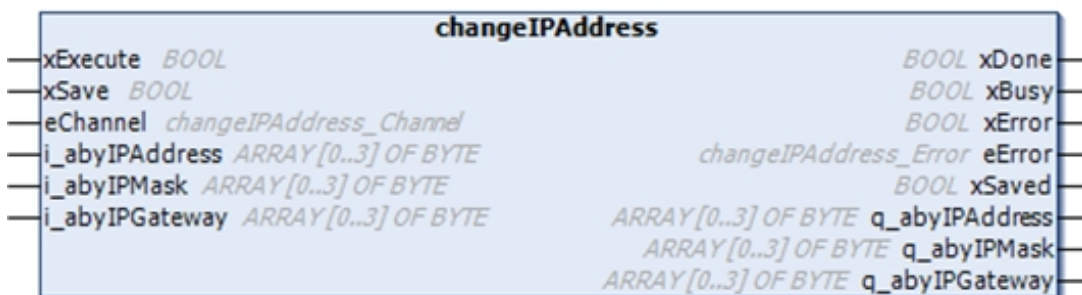 changeIPAddress
xExecute BOOL BOOL xDone
xSave BOOL BOOL xBusy
eChannel changeIPAddress_Channel BOOL xError
i_abyIPAddress ARRAY [0..3] OF BYTE changeIPAddress_Error eError
i_abyIPMask ARRAY [0..3] OF BYTE BOOL xSaved
i_abyIPGateway ARRAY [0..3] OF BYTE ARRAY [0..3] OF BYTE q_abyIPAddress
ARRAY [0..3] OF BYTE q_abyIPMask
ARRAY [0..3] OF BYTE q_abyIPGateway